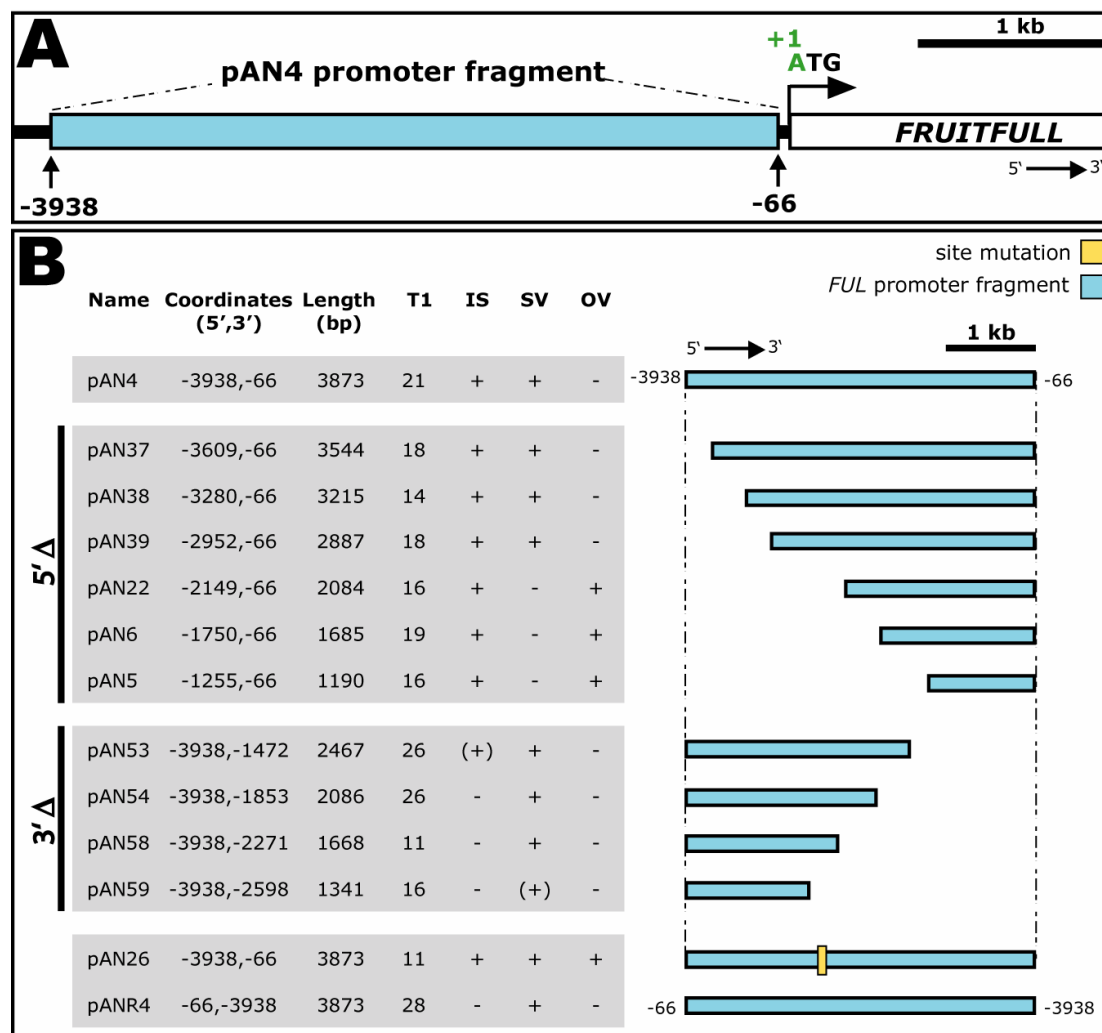 A
1 kb
+1
ATG
pAN4 promoter fragment
FRUITFULL
5‘ 3‘
-3938 -66
B
site mutation
FUL promoter fragment
Name Coordinates Length T1 IS SV OV
(5’,3’) (bp)
1 kb
5‘ 3‘
pAN4 -3938,-66 3873 21 + + - -3938 -66
5‘ Δ
pAN37 -3609,-66 3544 18 + + -
pAN38 -3280,-66 3215 14 + + -
pAN39 -2952,-66 2887 18 + + -
pAN22 -2149,-66 2084 16 + - +
pAN6 -1750,-66 1685 19 + - +
pAN5 -1255,-66 1190 16 + - +
3‘ Δ
pAN53 -3938,-1472 2467 26 (+) + -
pAN54 -3938,-1853 2086 26 - + -
pAN58 -3938,-2271 1668 11 - + -
pAN59 -3938,-2598 1341 16 - (+) -
pAN26 -3938,-66 3873 11 + + +
pANR4 -66,-3938 3873 28 - + - -66 -3938